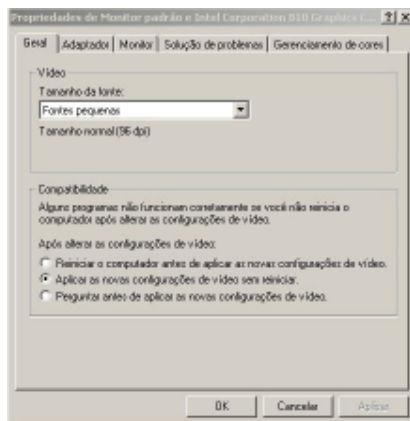 Propriedades de Monitor padrão e Intel Corporation 810 Graphics C...
Geral Adaptador Monitor Solução de problemas Gerenciamento de cores
Vídeo
Tamanho da fonte:
Fontes pequenas
Tamanho normal (96 dpi)
Compatibilidade
Alguns programas não funcionam corretamente se você não reinicia o
computador após alterar as configurações de vídeo.
Após alterar as configurações de vídeo:
Reiniciar o computador antes de aplicar as novas configurações de vídeo.
Aplicar as novas configurações de vídeo sem reiniciar.
Perguntar antes de aplicar as novas configurações de vídeo.
OK Cancelar Aplicar